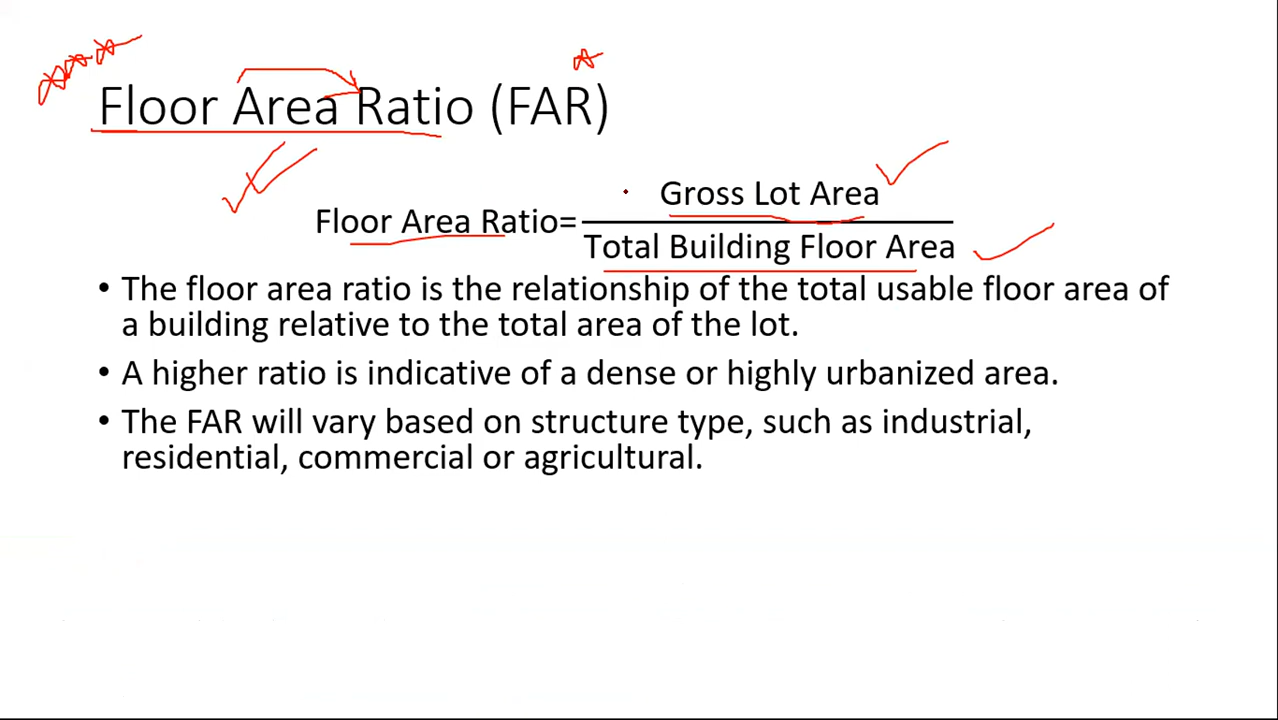 Floor Area Ratio (FAR)
Gross Lot Area
Floor Area Ratio=
Total Building Floor Area
• The floor area ratio is the relationship of the total usable floor area of
a building relative to the total area of the lot.
• A higher ratio is indicative of a dense or highly urbanized area.
• The FAR will vary based on structure type, such as industrial,
residential, commercial or agricultural.